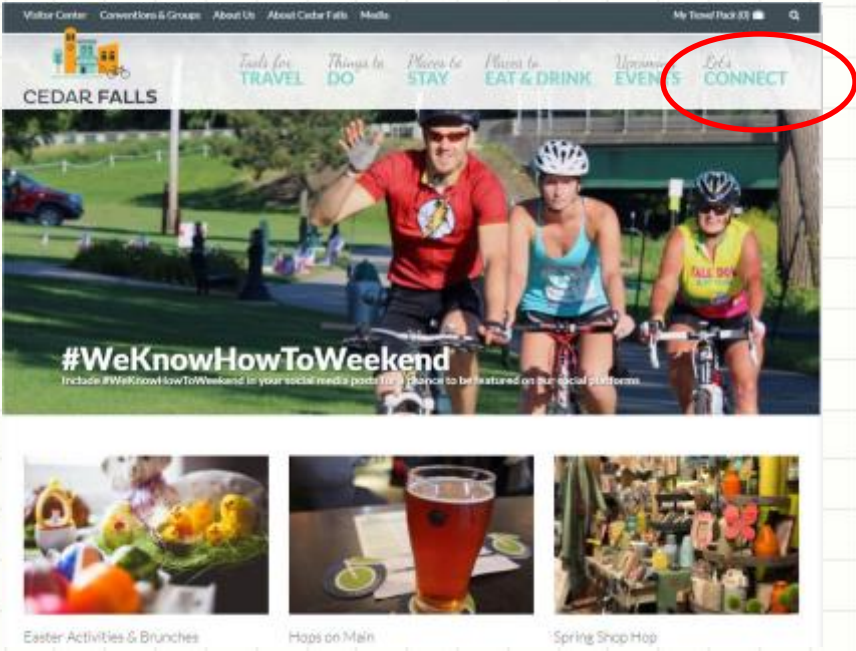 Visitor Center Conventions & Groups About Us About Cedar Falls Media My Travel Pack (0)
Tools for Things to Places to Places to Upcoming Let's
TRAVEL DO STAY EAT & DRINK EVENTS CONNECT
CEDAR FALLS
#WeKnowHowToWeekend
Include #WeKnowHowToWeekend in your social media posts for a chance to be featured on our social platforms
Easter Activities & Brunches Hops on Main Spring Shop Hop